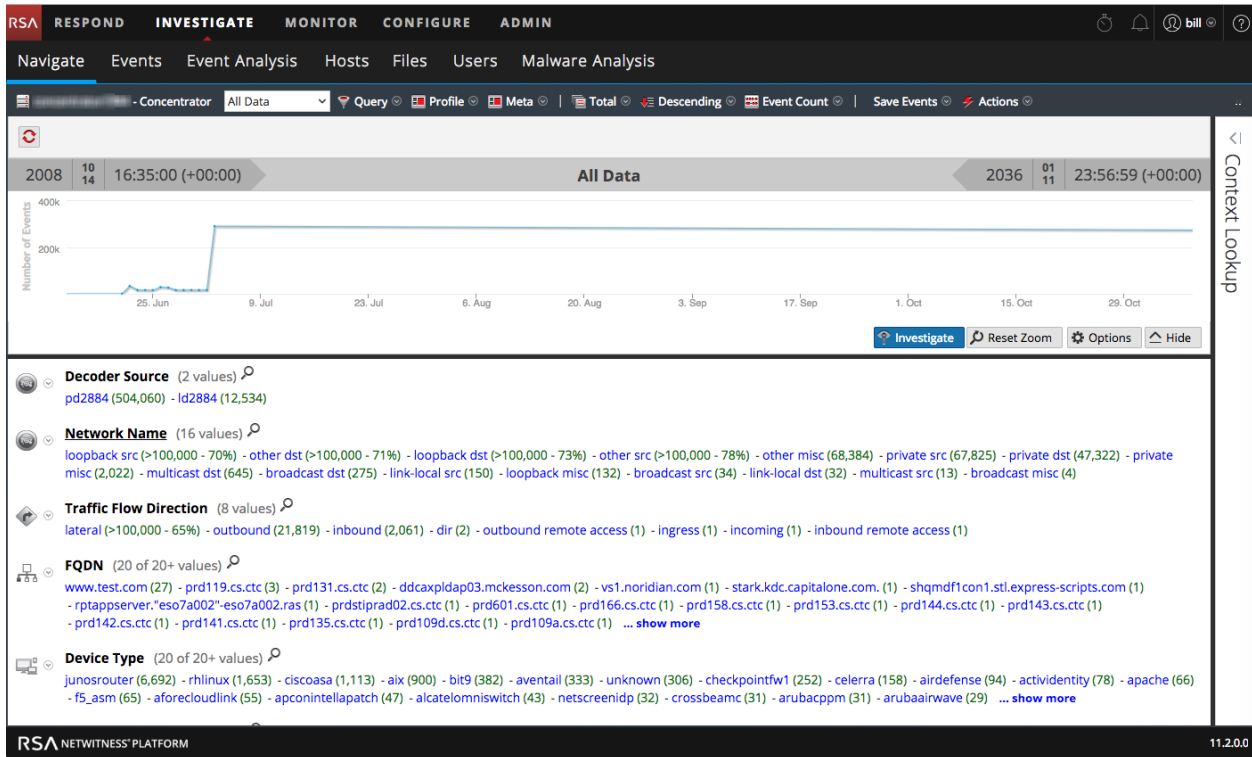 RSA RESPOND INVESTIGATE MONITOR CONFIGURE ADMIN bill ?
Navigate Events Event Analysis Hosts Files Users Malware Analysis
- Concentrator All Data Query Profile Meta | Total Descending Event Count | Save Events Actions ..
2008 10 14 16:35:00 (+00:00) All Data 2036 01 11 23:56:59 (+00:00)
Context Lookup
Number of Events
400k
200k
25. Jun 9. Jul 23. Jul 6. Aug 20. Aug 3. Sep 17. Sep 1. Oct 15. Oct 29. Oct
Investigate Reset Zoom Options Hide
Decoder Source (2 values)
pd2884 (504,060) - ld2884 (12,534)
Network Name (16 values)
loopback src (>100,000 - 70%) - other dst (>100,000 - 71%) - loopback dst (>100,000 - 73%) - other src (>100,000 - 78%) - other misc (68,384) - private src (67,825) - private dst (47,322) - private
misc (2,022) - multicast dst (645) - broadcast dst (275) - link-local src (150) - loopback misc (132) - broadcast src (34) - link-local dst (32) - multicast src (13) - broadcast misc (4)
Traffic Flow Direction (8 values)
lateral (>100,000 - 65%) - outbound (21,819) - inbound (2,061) - dir (2) - outbound remote access (1) - ingress (1) - incoming (1) - inbound remote access (1)
FQDN (20 of 20+ values)
www.test.com (27) - prd119.cs.ctc (3) - prd131.cs.ctc (2) - ddcaxpldap03.mckesson.com (2) - vs1.noridian.com (1) - stark.kdc.capitalone.com. (1) - shqmdf1con1.stl.express-scripts.com (1)
- rptappserver."eso7a002"-eso7a002.ras (1) - prdstiprad02.cs.ctc (1) - prd601.cs.ctc (1) - prd166.cs.ctc (1) - prd158.cs.ctc (1) - prd153.cs.ctc (1) - prd144.cs.ctc (1) - prd143.cs.ctc (1)
- prd142.cs.ctc (1) - prd141.cs.ctc (1) - prd135.cs.ctc (1) - prd109d.cs.ctc (1) - prd109a.cs.ctc (1) ... show more
Device Type (20 of 20+ values)
junosrouter (6,692) - rhlinux (1,653) - ciscoasa (1,113) - aix (900) - bit9 (382) - aventail (333) - unknown (306) - checkpointfw1 (252) - celerra (158) - airdefense (94) - actividentity (78) - apache (66)
- f5_asm (65) - aforecloudlink (55) - apconintellapatch (47) - alcatelomniswitch (43) - netscreenidp (32) - crossbeamc (31) - arubacppm (31) - arubaairwave (29) ... show more
RSA NETWITNESS® PLATFORM 11.2.0.0